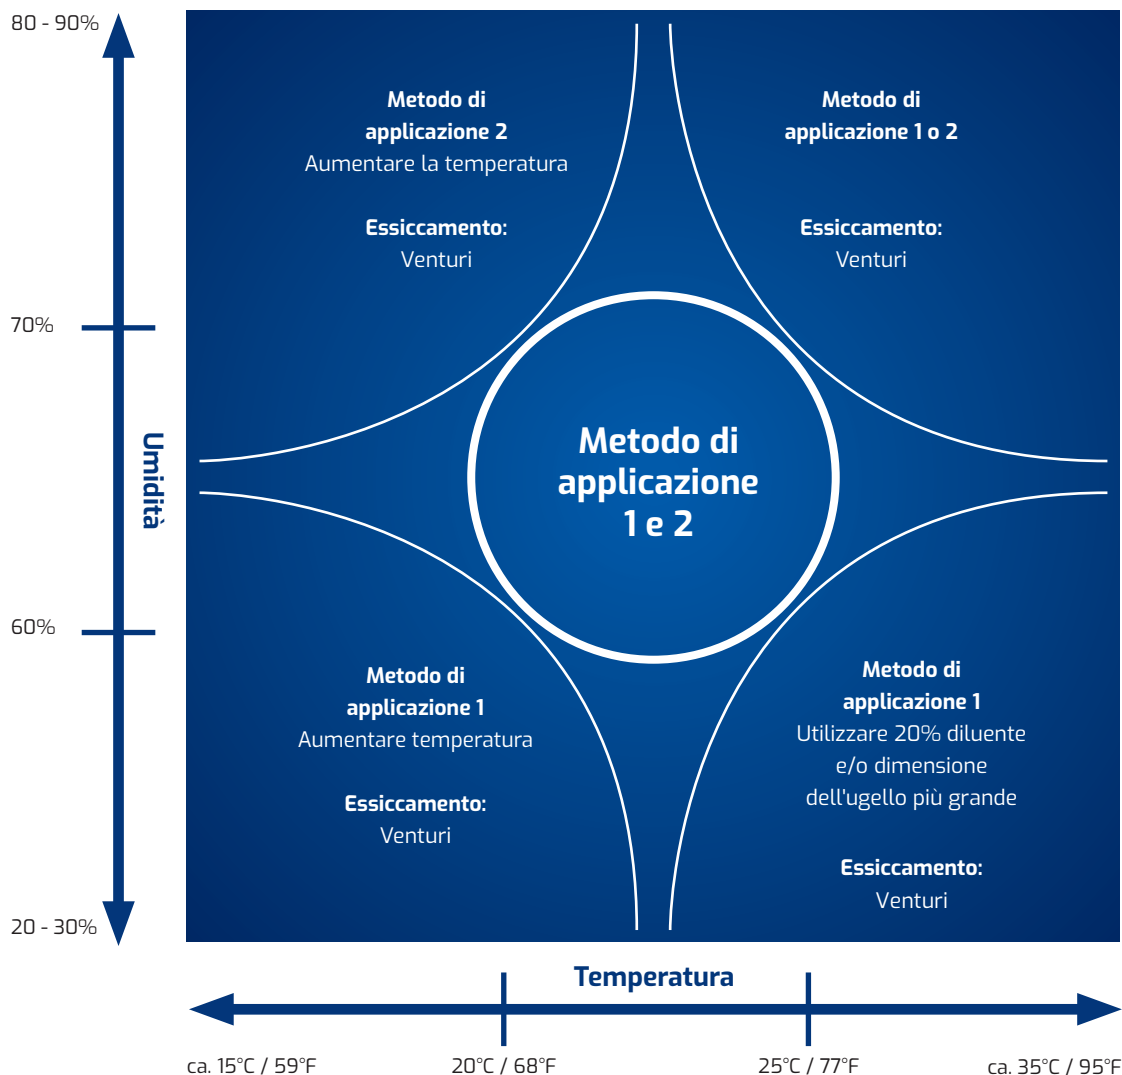 80 - 90%
Metodo di
applicazione 2
Aumentare la temperatura
Essiccamento:
Venturi
Metodo di
applicazione 1 o 2
Essiccamento:
Venturi
70%
Umidità
Metodo di
applicazione
1 e 2
60%
Metodo di
applicazione 1
Aumentare temperatura
Essiccamento:
Venturi
Metodo di
applicazione 1
Utilizzare 20% diluente
e/o dimensione
dell'ugello più grande
Essiccamento:
Venturi
20 - 30%
Temperatura
ca. 15°C / 59°F
20°C / 68°F
25°C / 77°F
ca. 35°C / 95°F